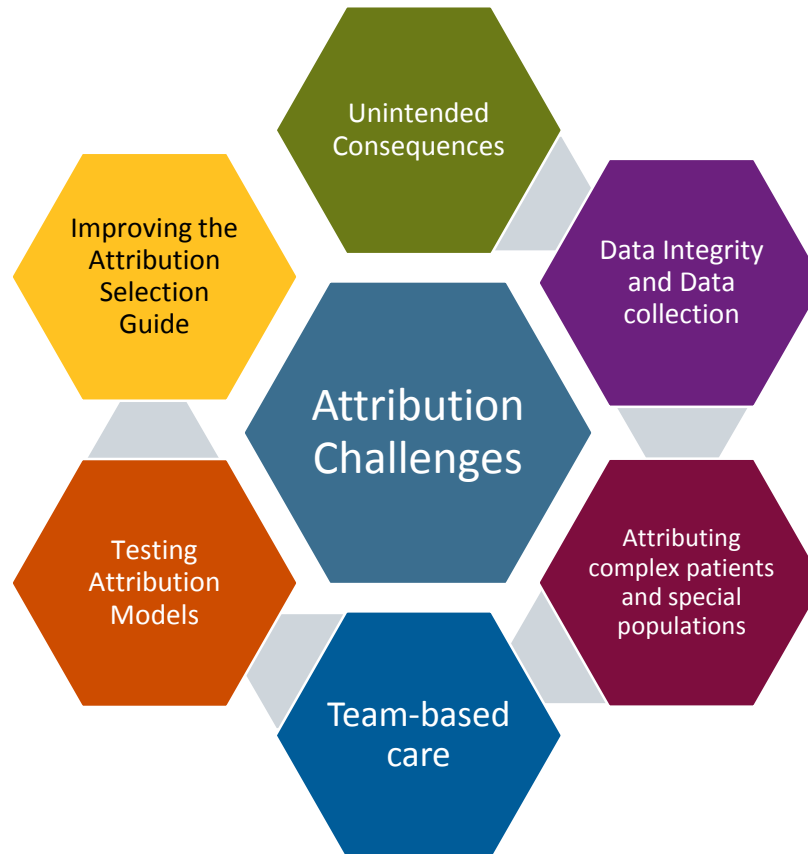 Unintended
Consequences
Improving the
Attribution
Selection
Guide
Data Integrity
and Data
collection
Attribution
Challenges
Testing
Attribution
Models
Attributing
complex patients
and special
populations
Team-based
care